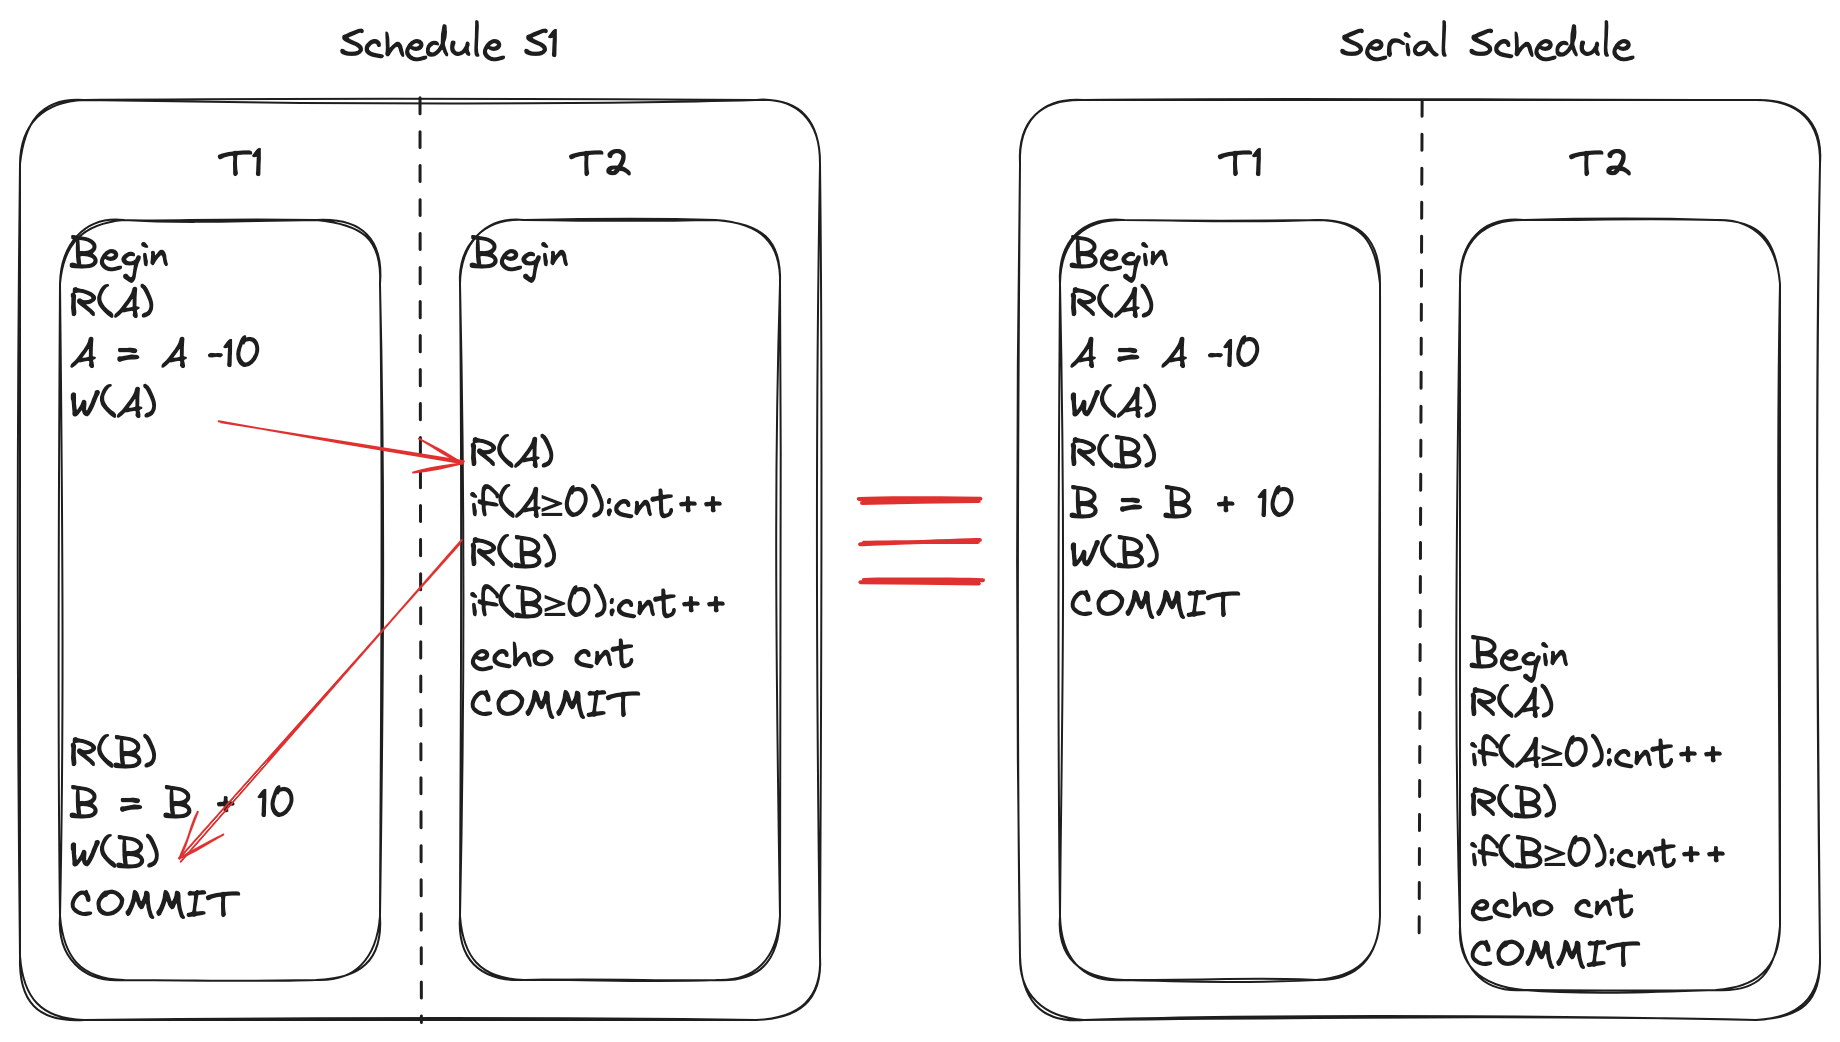 Schedule S1
T1
Begin
R(A)
A = A -10
W(A)
R(B)
B = B + 10
W(B)
COMMIT
T2
Begin
R(A)
if(A≥0):cnt++
R(B)
if(B≥0):cnt++
echo cnt
COMMIT
Serial Schedule
T1
Begin
R(A)
A = A -10
W(A)
R(B)
B = B + 10
W(B)
COMMIT
T2
Begin
R(A)
if(A≥0):cnt++
R(B)
if(B≥0):cnt++
echo cnt
COMMIT